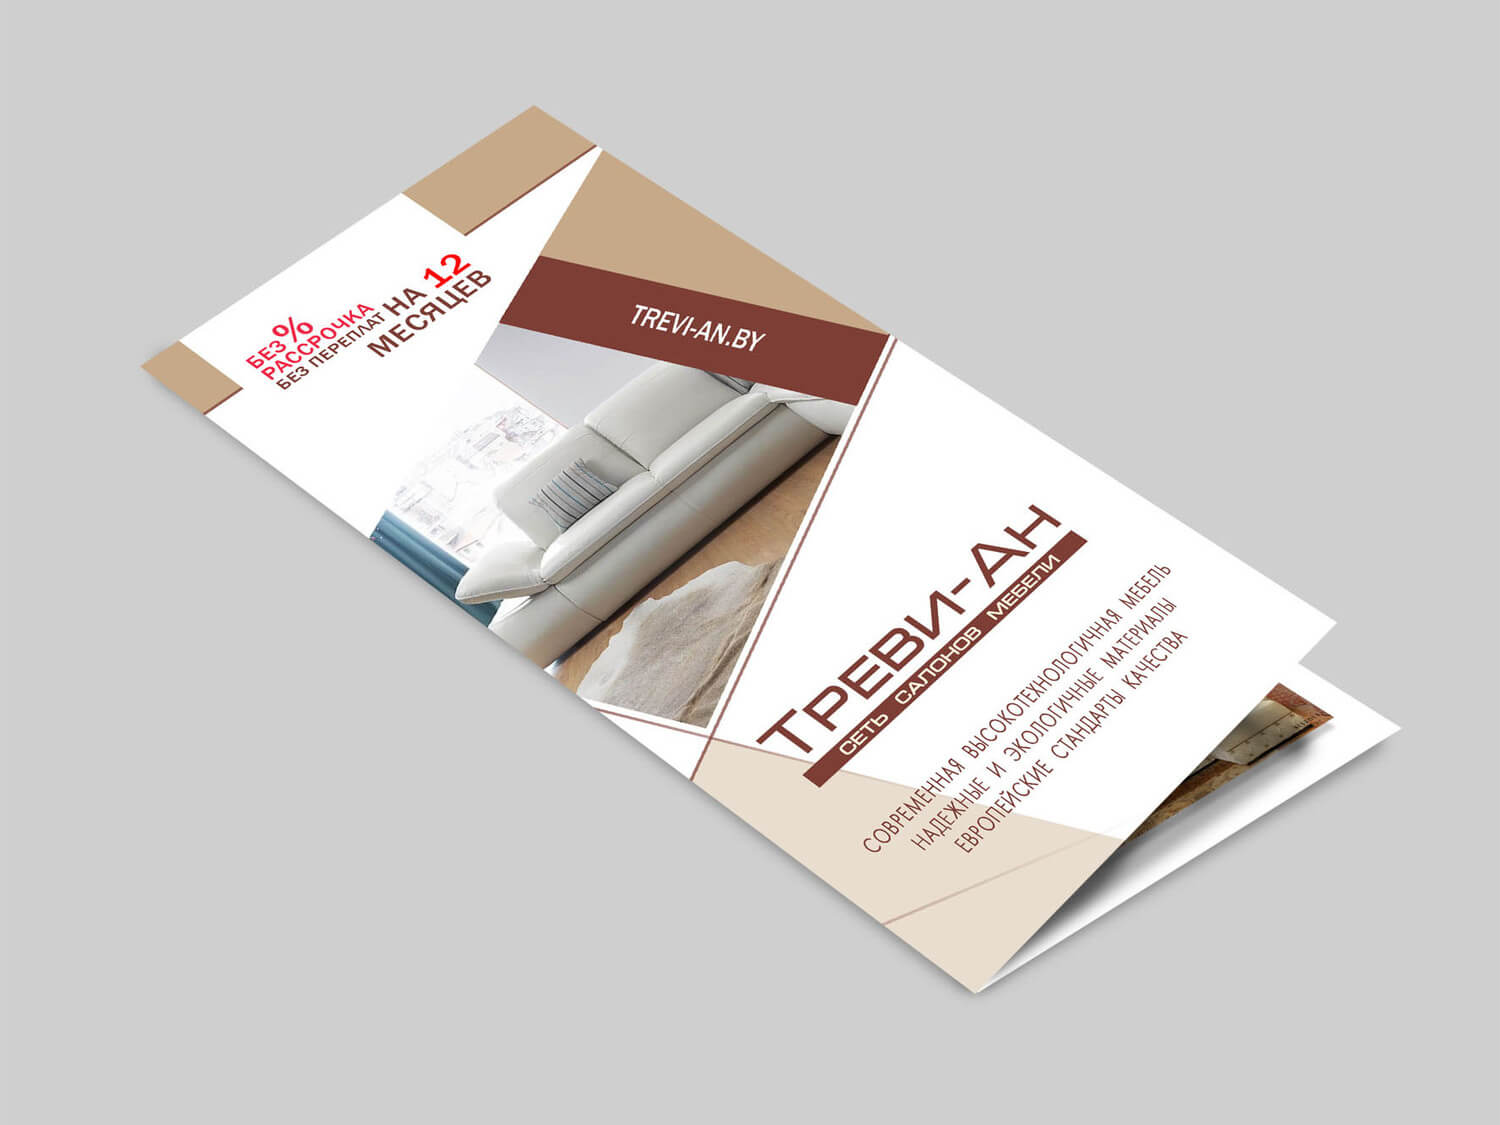 БЕЗ %
РАССРОЧКА
БЕЗ ПЕРЕПЛАТ НА 12
МЕСЯЦЕВ
TREVI-AN.BY
ТРЕВИ-АН
СЕТЬ САЛОНОВ МЕБЕЛИ
СОВРЕМЕННАЯ ВЫСОКОТЕХНОЛОГИЧНАЯ МЕБЕЛЬ
НАДЕЖНЫЕ И ЭКОЛОГИЧНЫЕ МАТЕРИАЛЫ
ЕВРОПЕЙСКИЕ СТАНДАРТЫ КАЧЕСТВА